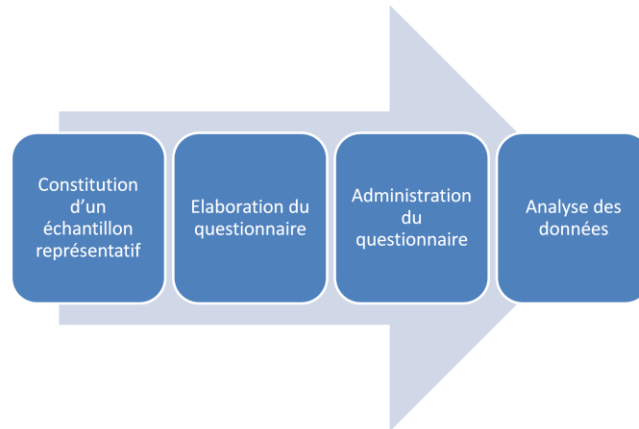 Constitution
d'un
échantillon
représentatif
Elaboration du
questionnaire
Administration
du
questionnaire
Analyse des
données